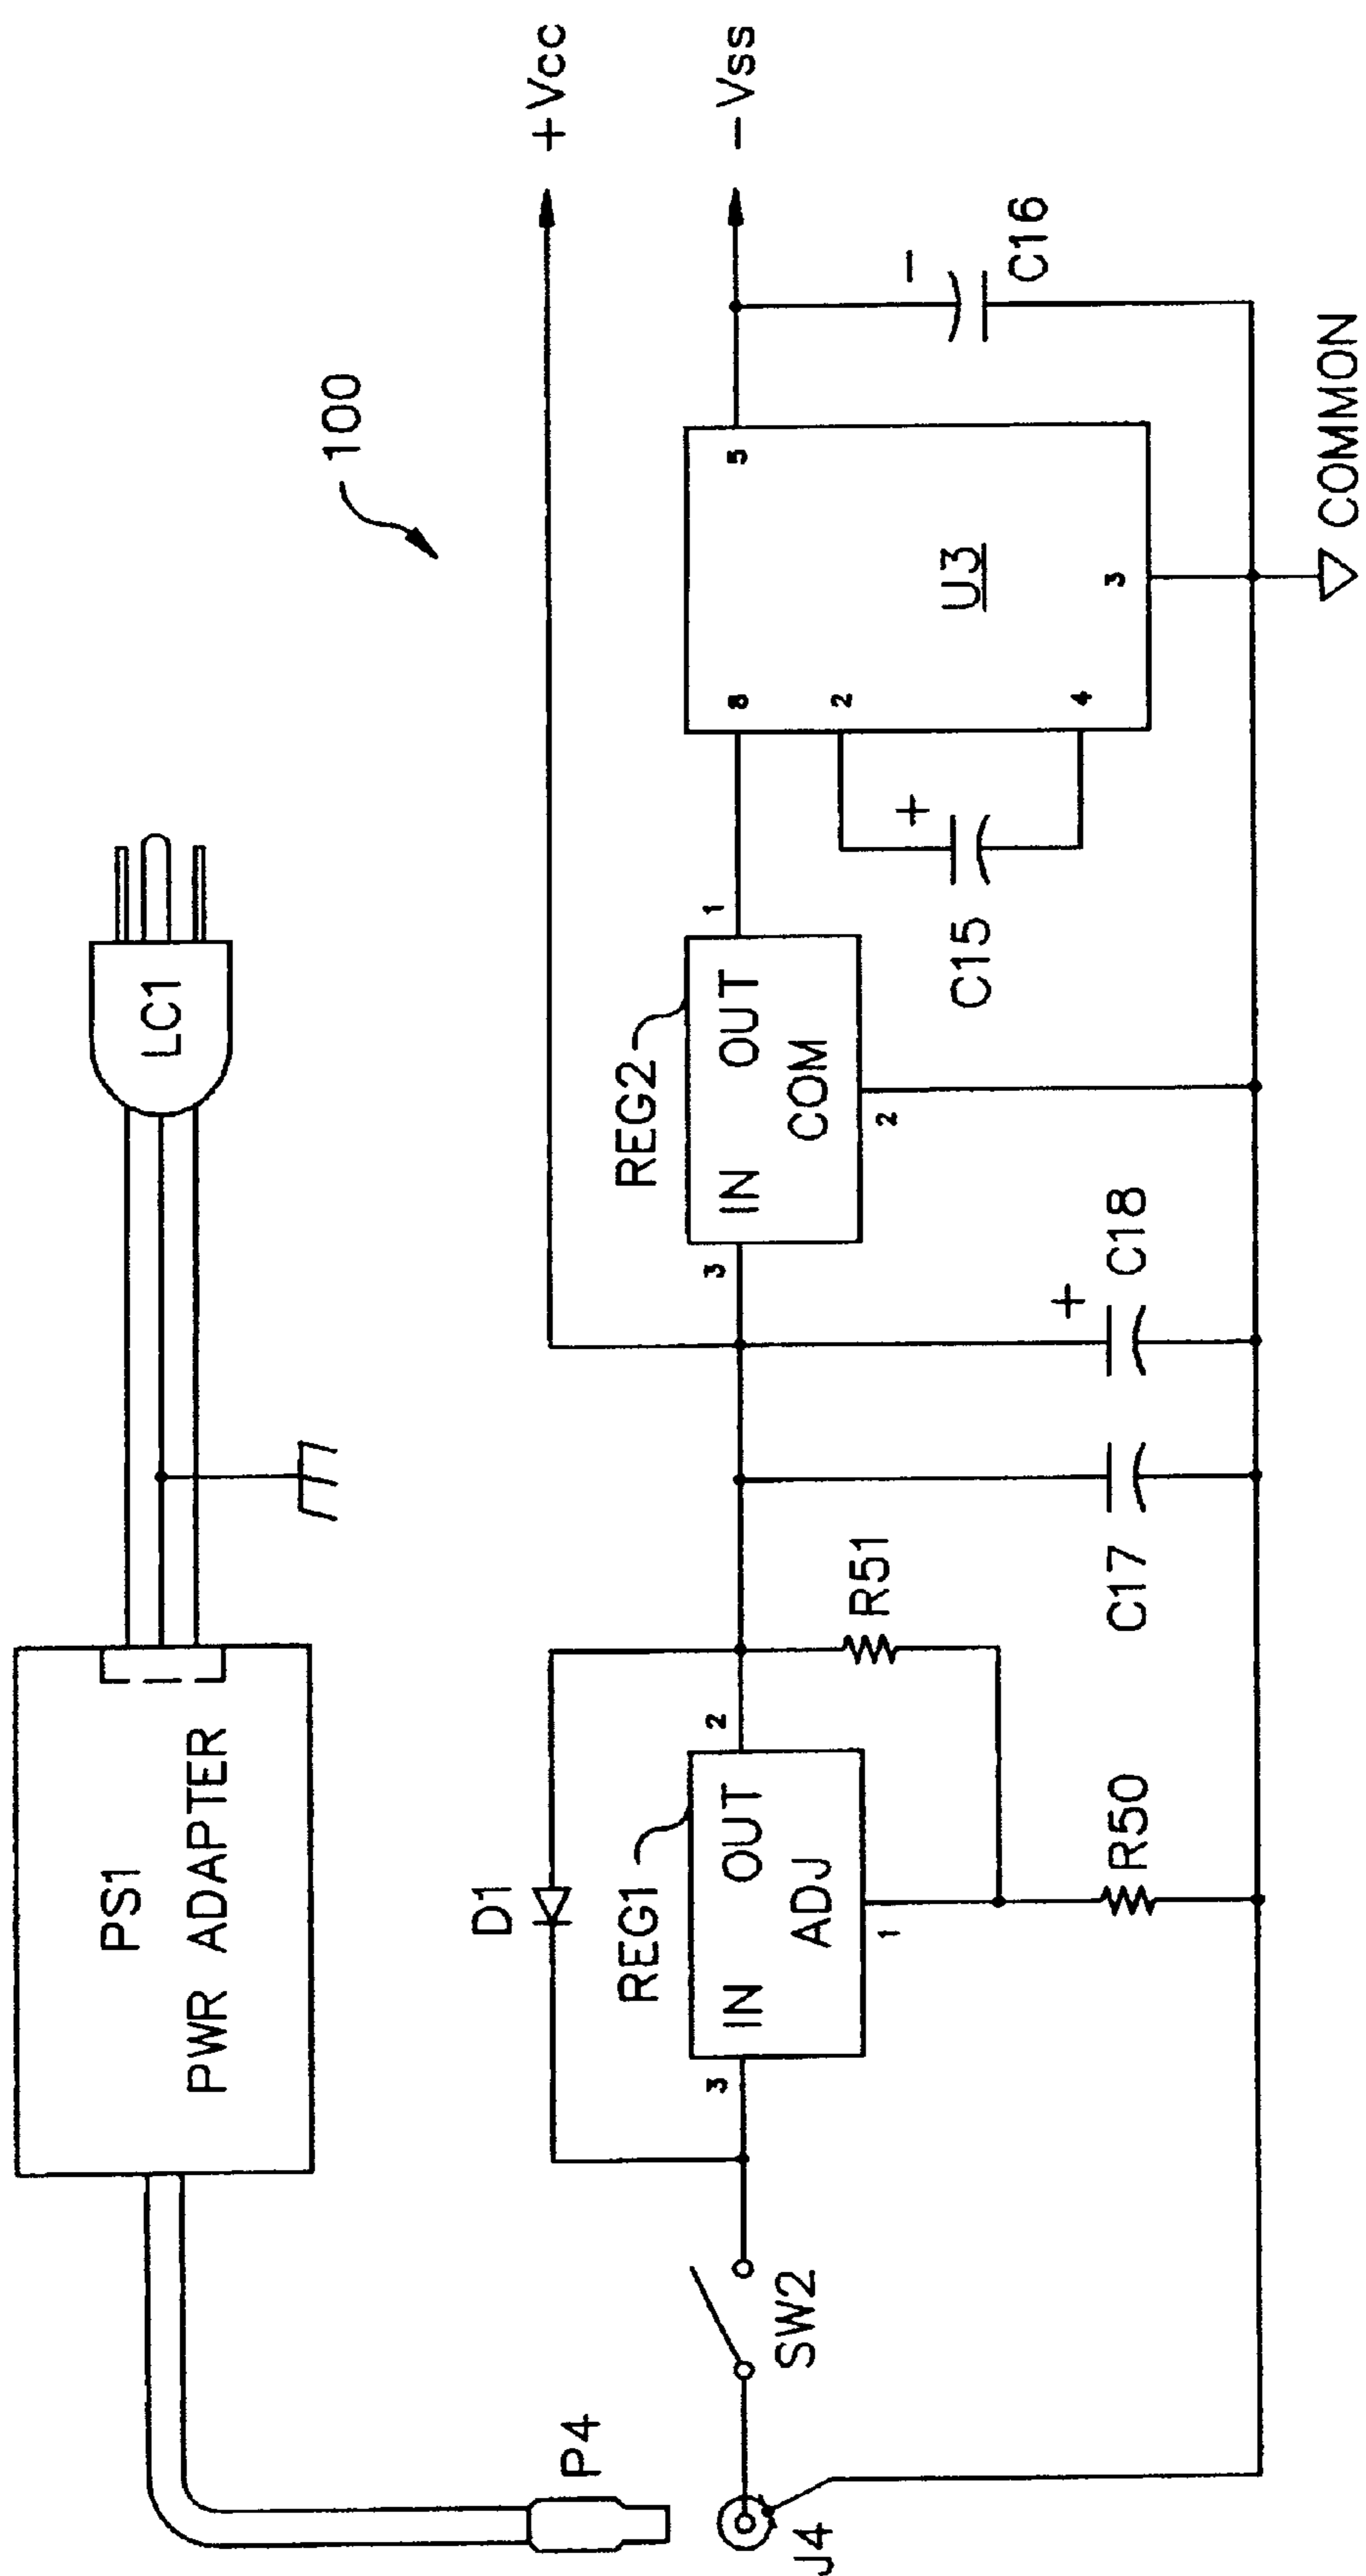 LC1
PS1
PWR ADAPTER
P4
100
+Vcc
-Vss
D1
REG1
IN OUT
ADJ
3
2
1
R51
R50
SW2
J4
C17
+
C18
REG2
IN OUT
COM
3
1
2
+
C15
U3
8
2
4
3
5
-
C16
COMMON